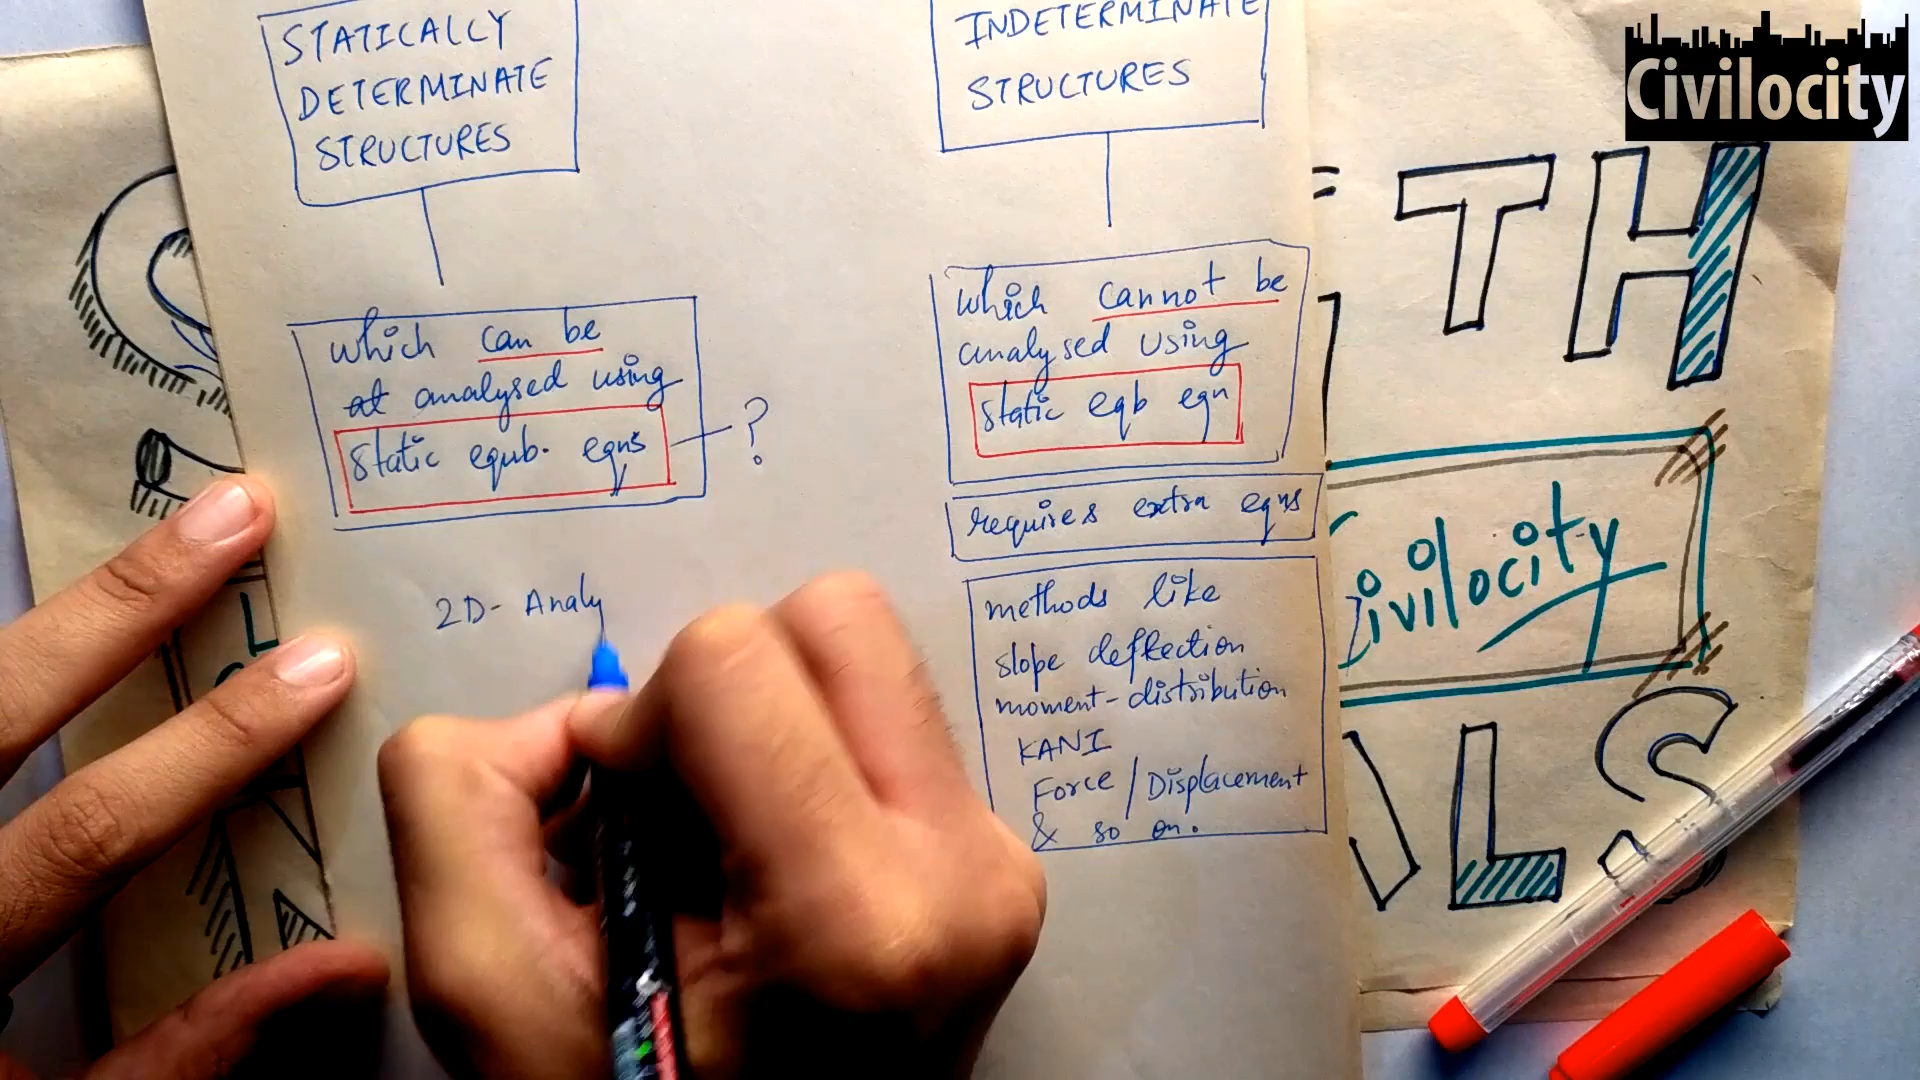 STATICALLY
DETERMINATE
STRUCTURES
which can be
at analysed using
static equb. eqns
?
2D- Analy
INDETERMINATE
STRUCTURES
which cannot be
analysed using
static eqb eqn
requires extra eqns
methods like
slope deflection
moment-distribution
KANI
Force / Displacement
& so on.
Civilocity
TH
Civilocity
LS